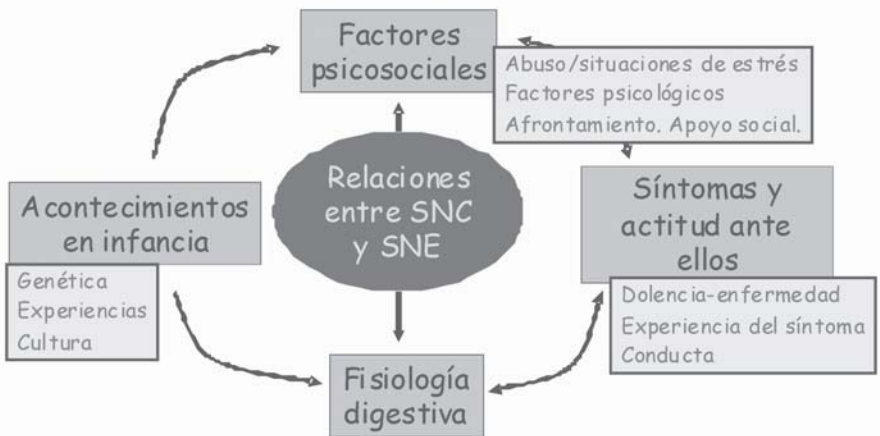 Factores
psicosociales
Abuso/situaciones de estrés
Factores psicológicos
Afrontamiento. Apoyo social.
Acontecimientos
en infancia
Genética
Experiencias
Cultura
Relaciones
entre SNC
y SNE
Síntomas y
actitud ante
ellos
Dolencia-enfermedad
Experiencia del síntoma
Conducta
Fisiología
digestiva